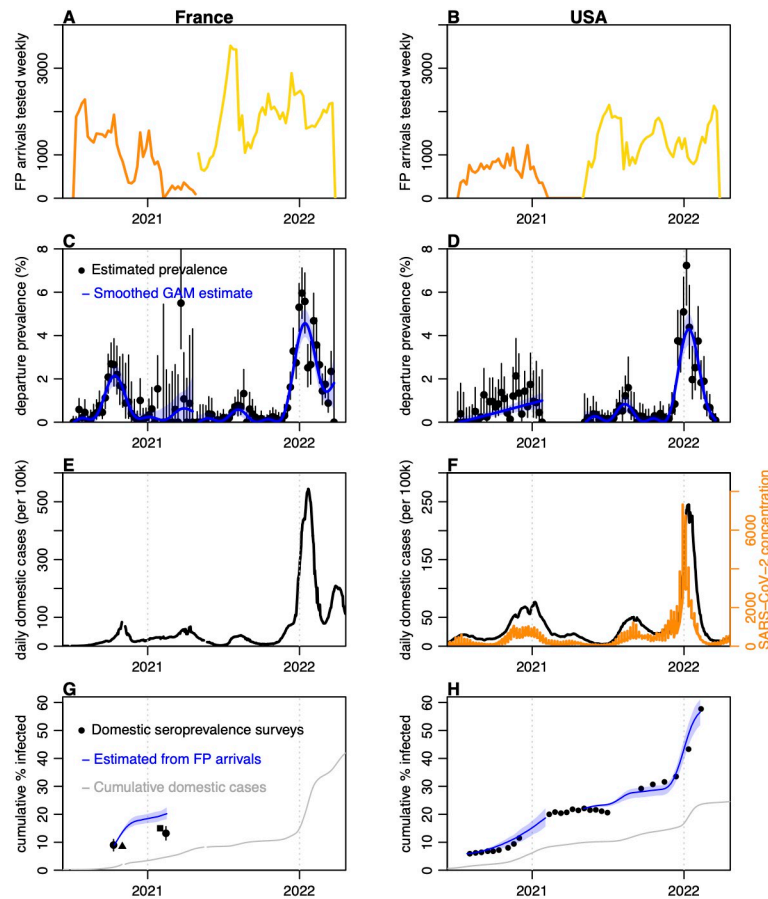 A France
B USA
FP arrivals tested weekly
0 1000 3000
2021 2022
FP arrivals tested weekly
0 1000 3000
2021 2022
C
departure prevalence (%)
0 2 4 6 8
Estimated prevalence
Smoothed GAM estimate
2021 2022
D
departure prevalence (%)
0 2 4 6 8
2021 2022
E
daily domestic cases (per 100k)
0 100 300 500
2021 2022
F
daily domestic cases (per 100k)
0 50 150 250
0 2000 6000
SARS−CoV−2 concentration
2021 2022
G
cumulative % infected
0 10 20 30 40 50 60
Domestic seroprevalence surveys
Estimated from FP arrivals
Cumulative domestic cases
2021 2022
H
cumulative % infected
0 10 20 30 40 50 60
2021 2022